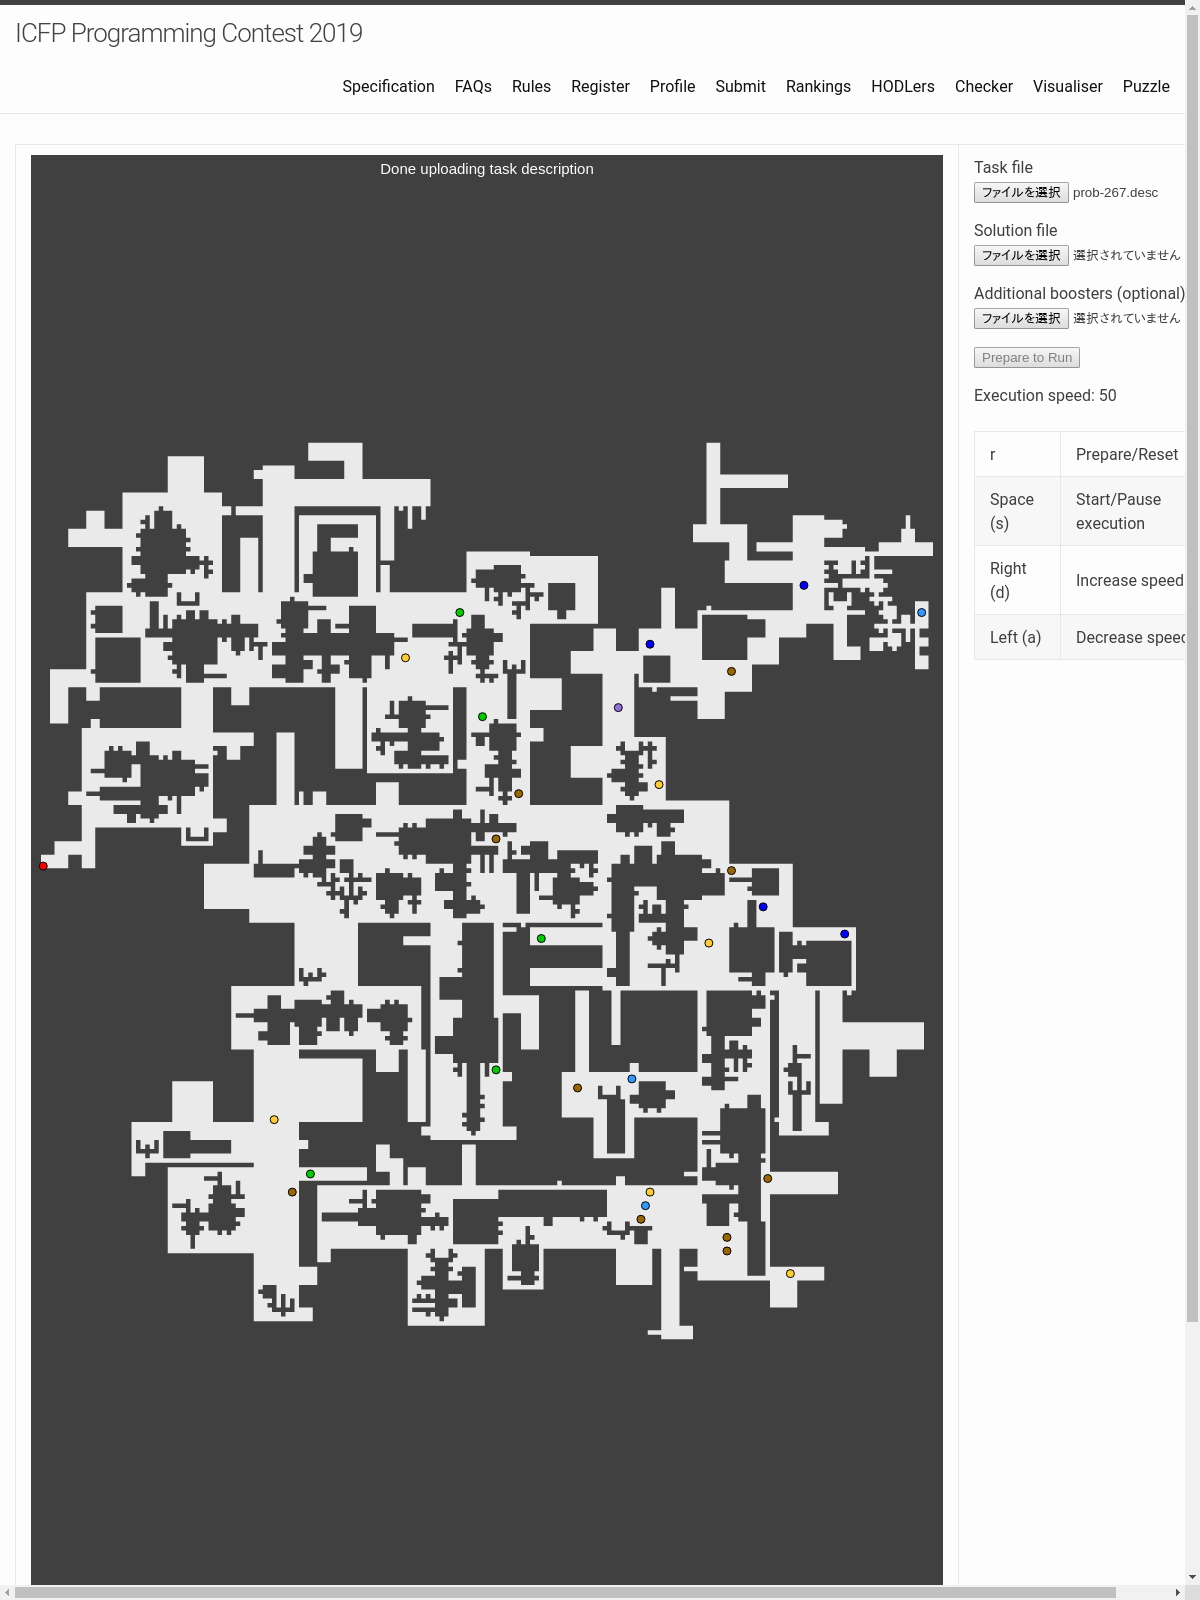 ICFP Programming Contest 2019
Specification FAQs Rules Register Profile Submit Rankings HODLers Checker Visualiser Puzzle
Done uploading task description
Task file
ファイルを選択 prob-267.desc
Solution file
ファイルを選択 選択されていません
Additional boosters (optional)
ファイルを選択 選択されていません
Prepare to Run
Execution speed: 50
r Prepare/Reset
Space (s) Start/Pause execution
Right (d) Increase speed
Left (a) Decrease speed